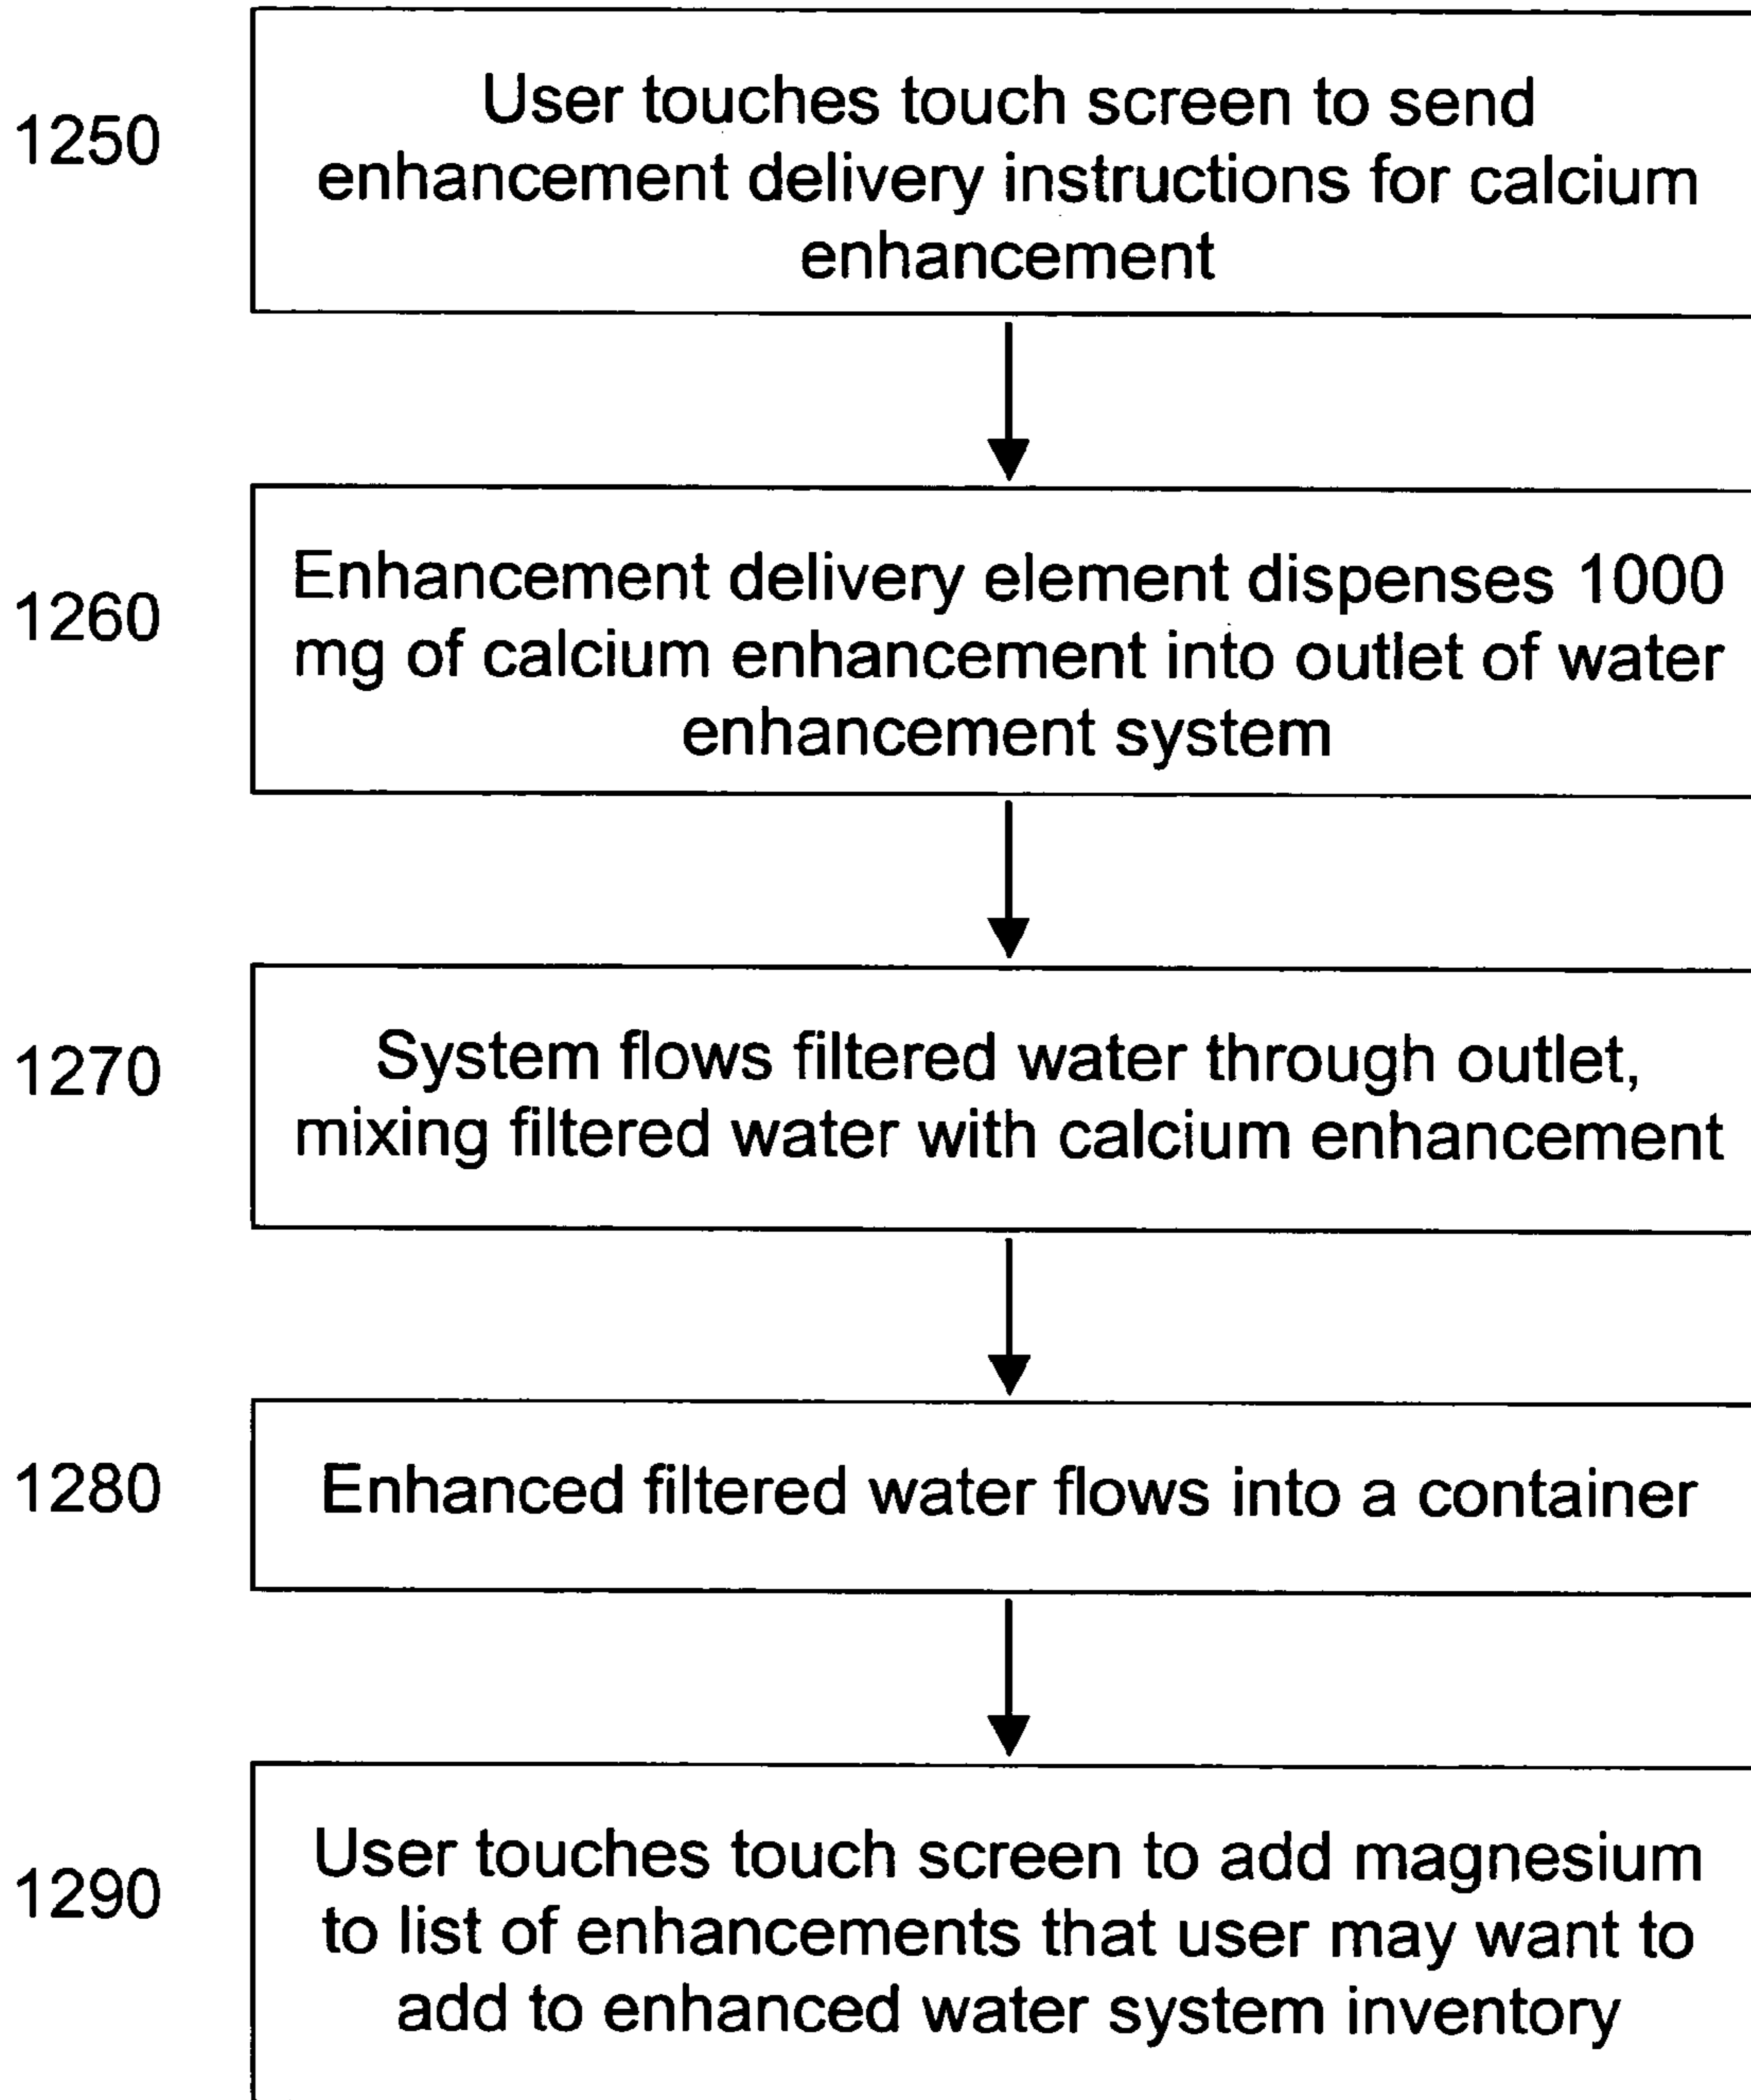 1250
User touches touch screen to send
enhancement delivery instructions for calcium
enhancement
1260
Enhancement delivery element dispenses 1000
mg of calcium enhancement into outlet of water
enhancement system
1270
System flows filtered water through outlet,
mixing filtered water with calcium enhancement
1280
Enhanced filtered water flows into a container
1290
User touches touch screen to add magnesium
to list of enhancements that user may want to
add to enhanced water system inventory